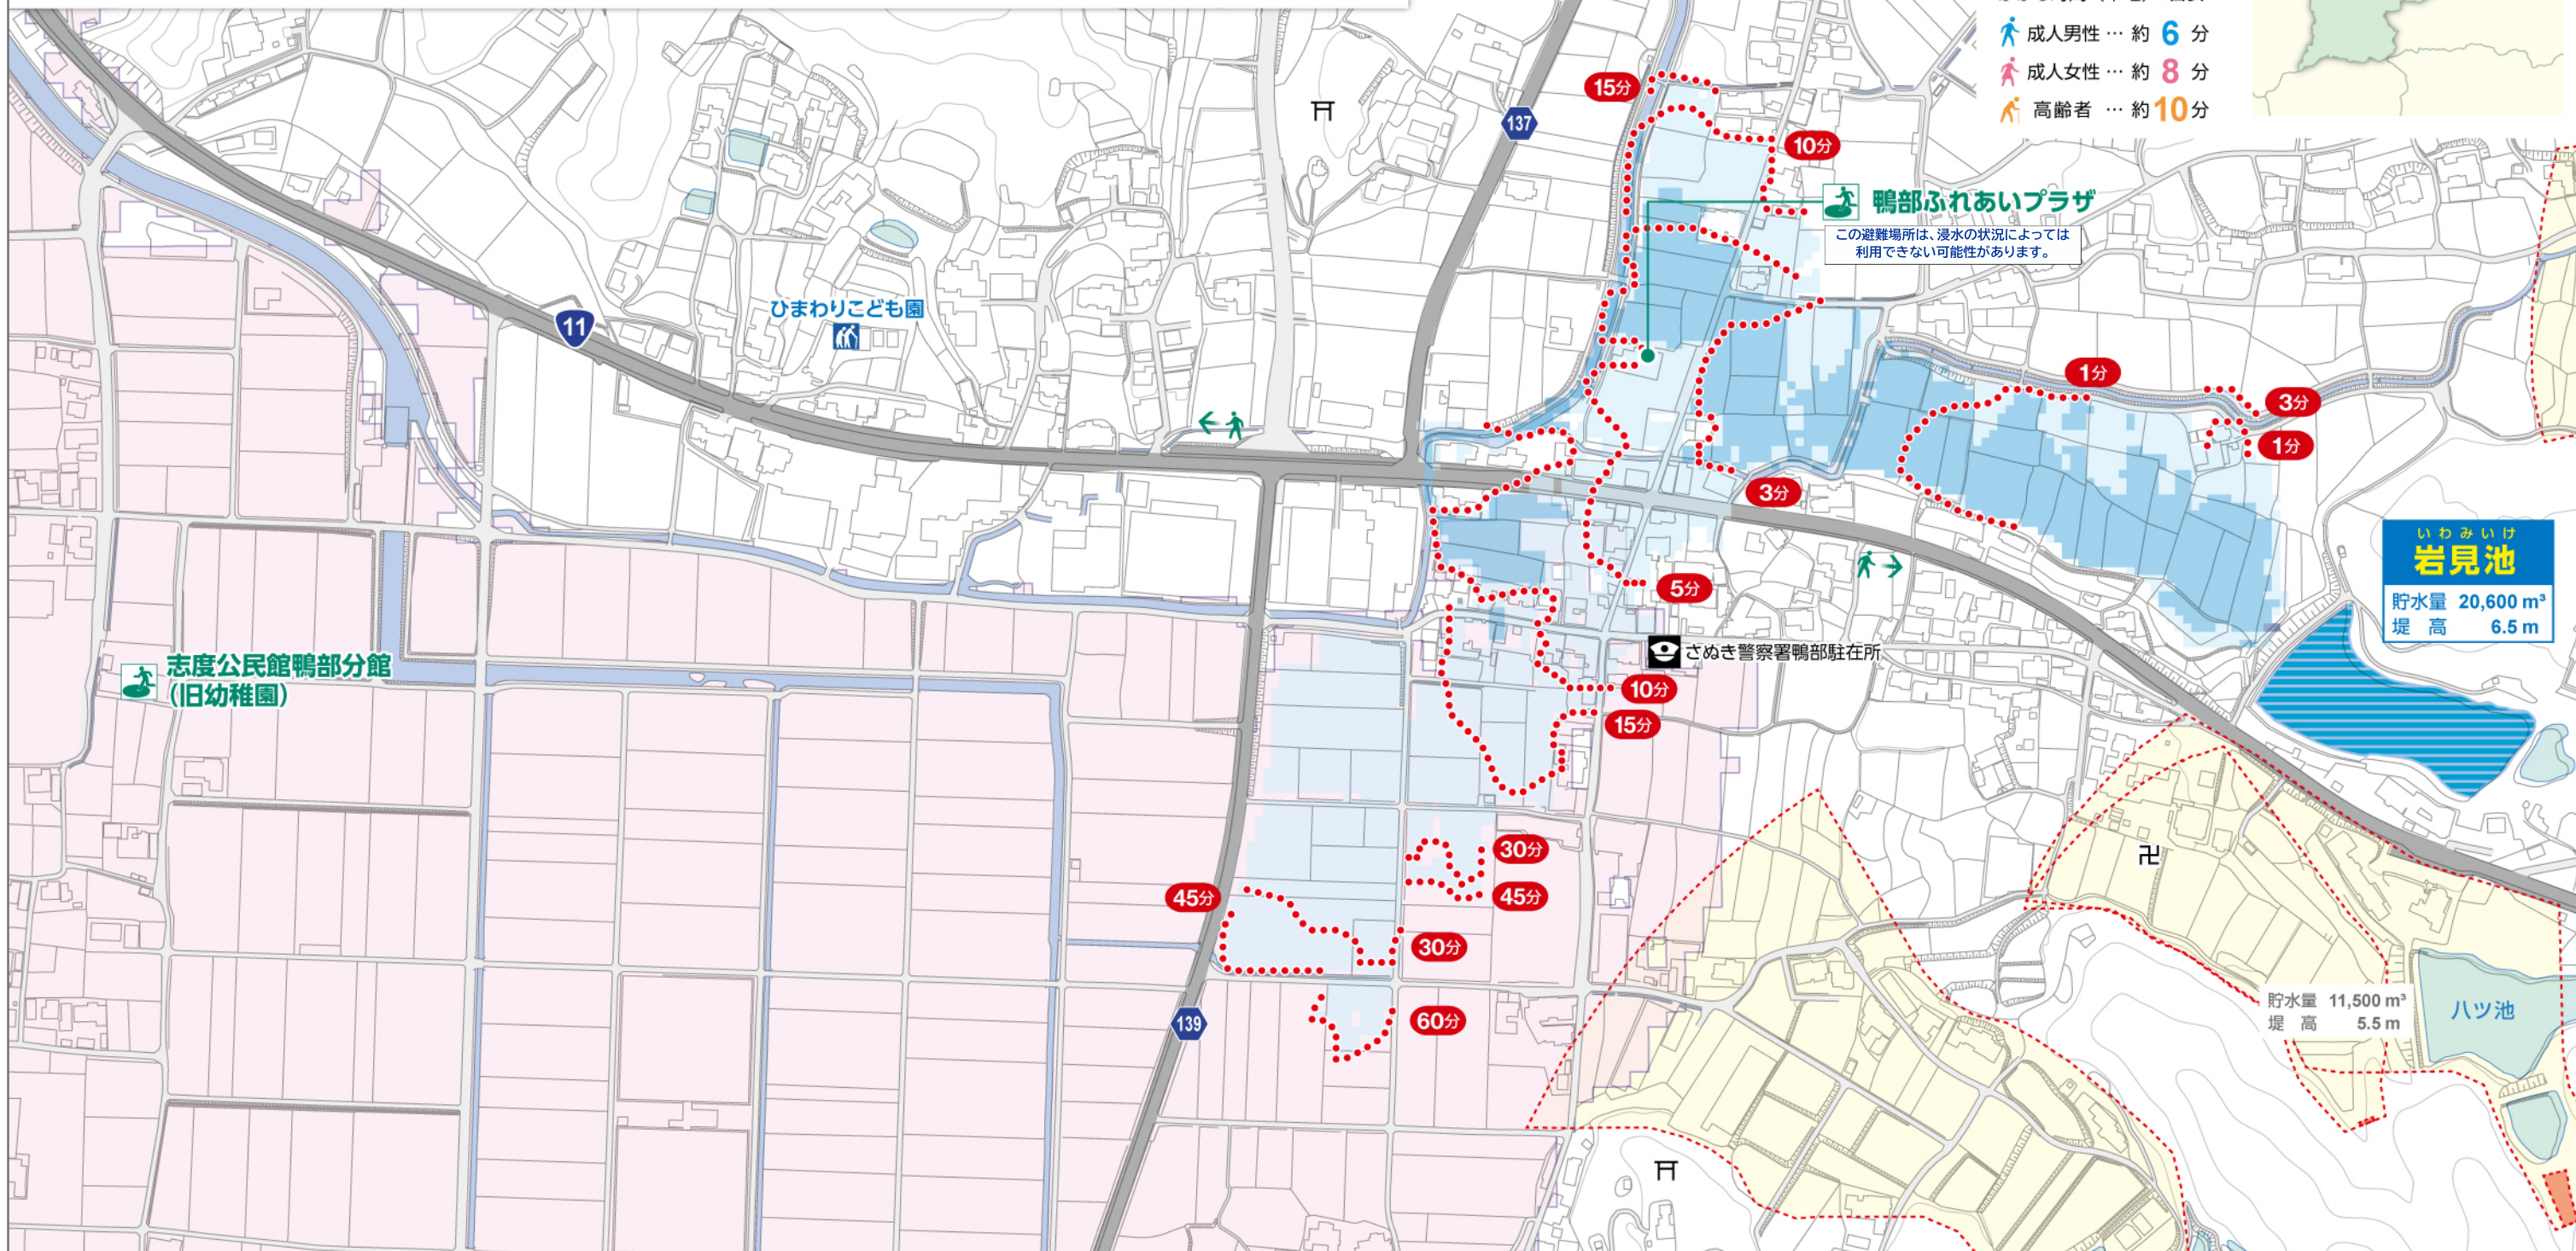 成人男性 … 約 6 分
成人女性 … 約 8 分
高齢者 … 約10分
15分
137
10分
鴨部ふれあいプラザ
この避難場所は、浸水の状況によっては
利用できない可能性があります。
11
ひまわりこども園
1分
3分
1分
3分
いわみいけ
岩見池
貯水量 20,600 m³
堤 高 6.5 m
5分
さぬき警察署鴨部駐在所
志度公民館鴨部分館
(旧幼稚園)
10分
15分
30分
45分
45分
30分
60分
139
貯水量 11,500 m³
堤 高 5.5 m
八ツ池